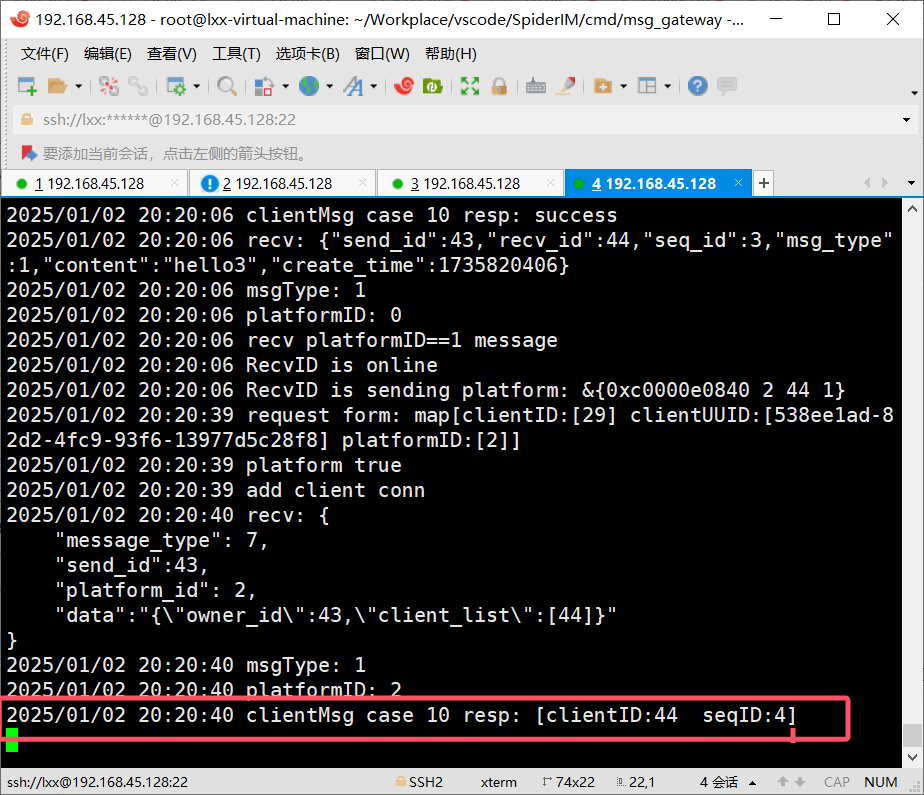 192.168.45.128 - root@lxx-virtual-machine: ~/Workplace/vscode/SpiderIM/cmd/msg_gateway -...
文件(F) 编辑(E) 查看(V) 工具(T) 选项卡(B) 窗口(W) 帮助(H)
ssh://lxx:******@192.168.45.128:22
要添加当前会话，点击左侧的箭头按钮。
1 192.168.45.128 2 192.168.45.128 3 192.168.45.128 4 192.168.45.128
2025/01/02 20:20:06 clientMsg case 10 resp: success
2025/01/02 20:20:06 recv: {"send_id":43,"recv_id":44,"seq_id":3,"msg_type"
:1,"content":"hello3","create_time":1735820406}
2025/01/02 20:20:06 msgType: 1
2025/01/02 20:20:06 platformID: 0
2025/01/02 20:20:06 recv platformID==1 message
2025/01/02 20:20:06 RecvID is online
2025/01/02 20:20:06 RecvID is sending platform: &{0xc0000e0840 2 44 1}
2025/01/02 20:20:39 request form: map[clientID:[29] clientUUID:[538ee1ad-8
2d2-4fc9-93f6-13977d5c28f8] platformID:[2]]
2025/01/02 20:20:39 platform true
2025/01/02 20:20:39 add client conn
2025/01/02 20:20:40 recv: {
    "message_type": 7,
    "send_id":43,
    "platform_id": 2,
    "data":"{\"owner_id\":43,\"client_list\":[44]}"
}
2025/01/02 20:20:40 msgType: 1
2025/01/02 20:20:40 platformID: 2
2025/01/02 20:20:40 clientMsg case 10 resp: [clientID:44  seqID:4]
ssh://lxx@192.168.45.128:22 SSH2 xterm 74x22 22,1 4 会话 CAP NUM